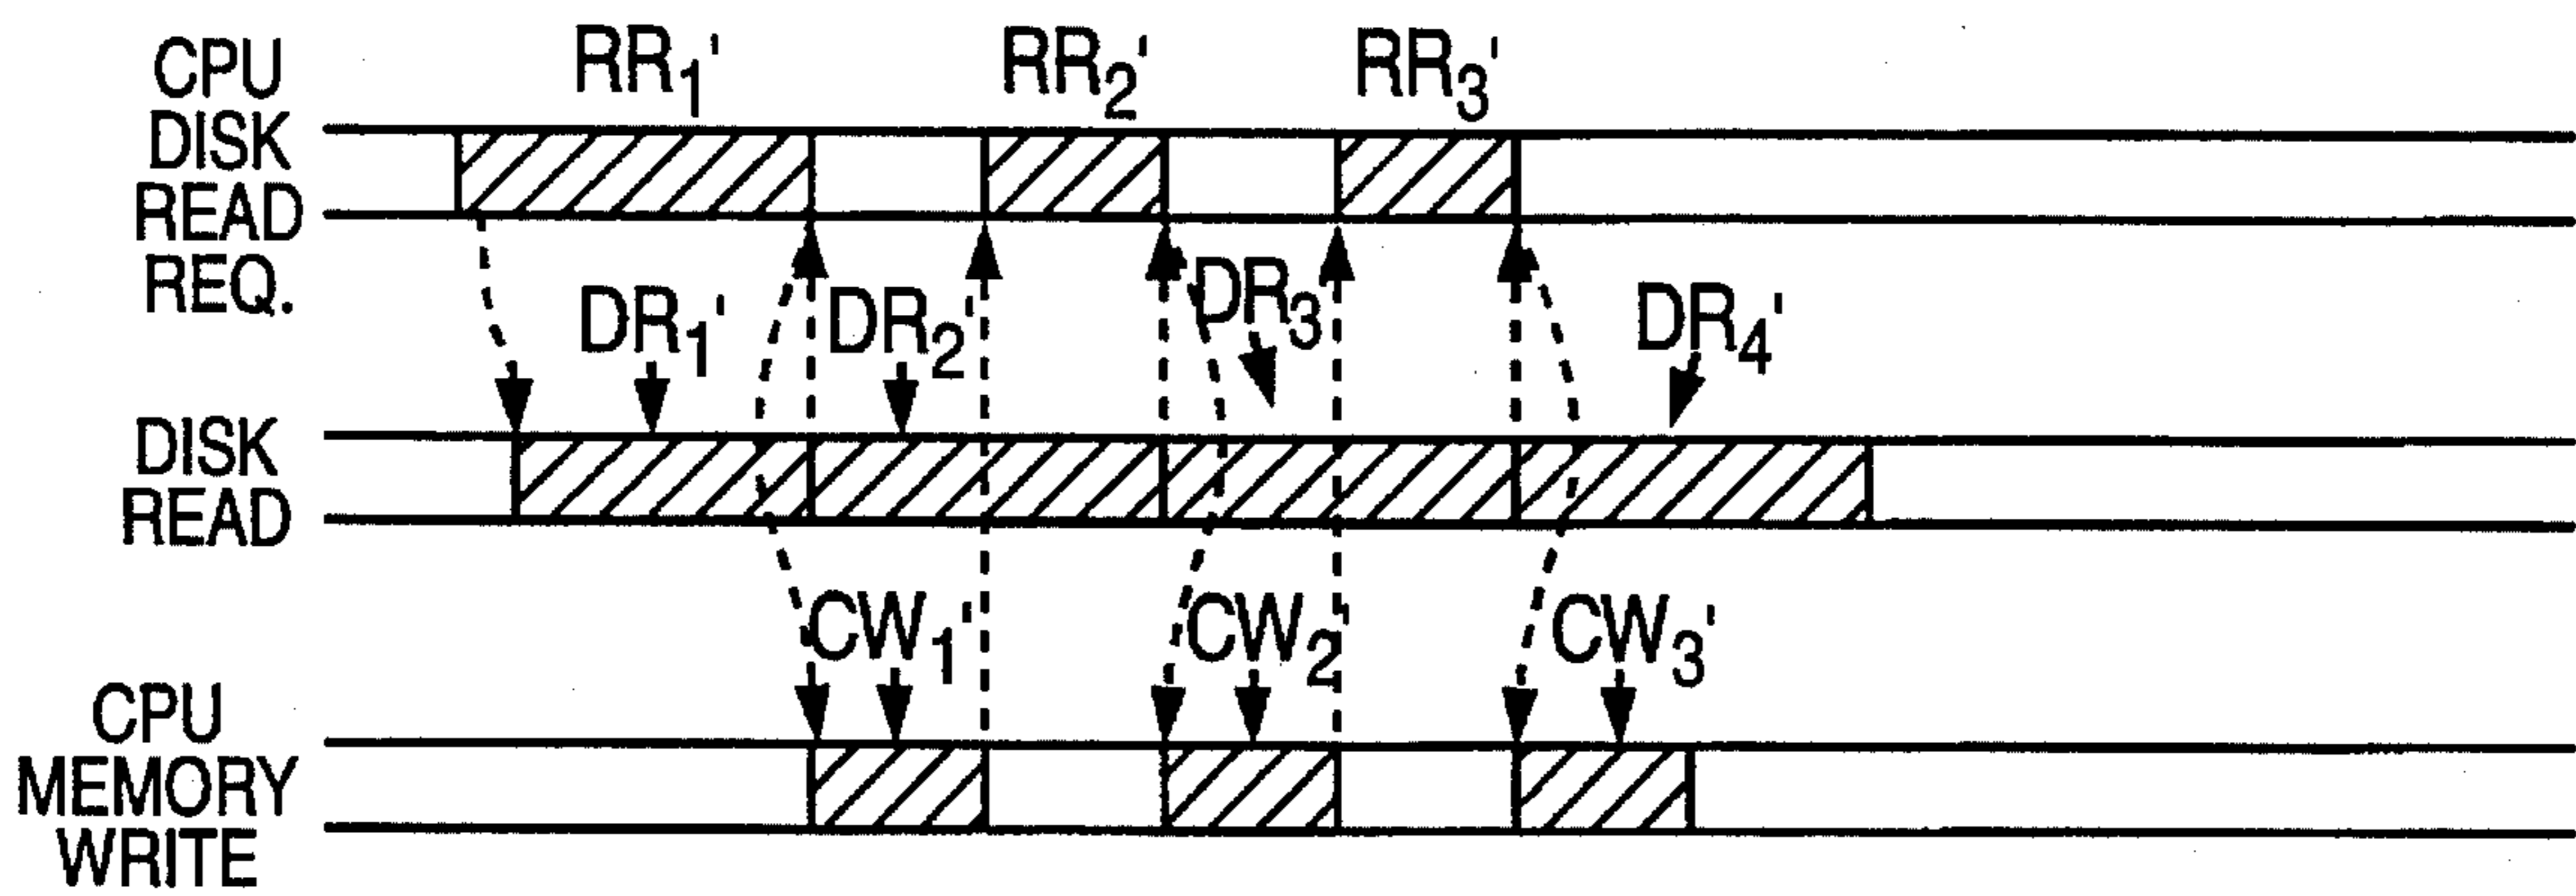 CPU
DISK
READ
REQ.
RR₁'
RR₂'
RR₃'
DR₁'
DR₂'
DR₃'
DR₄'
DISK
READ
CW₁'
CW₂'
CW₃'
CPU
MEMORY
WRITE